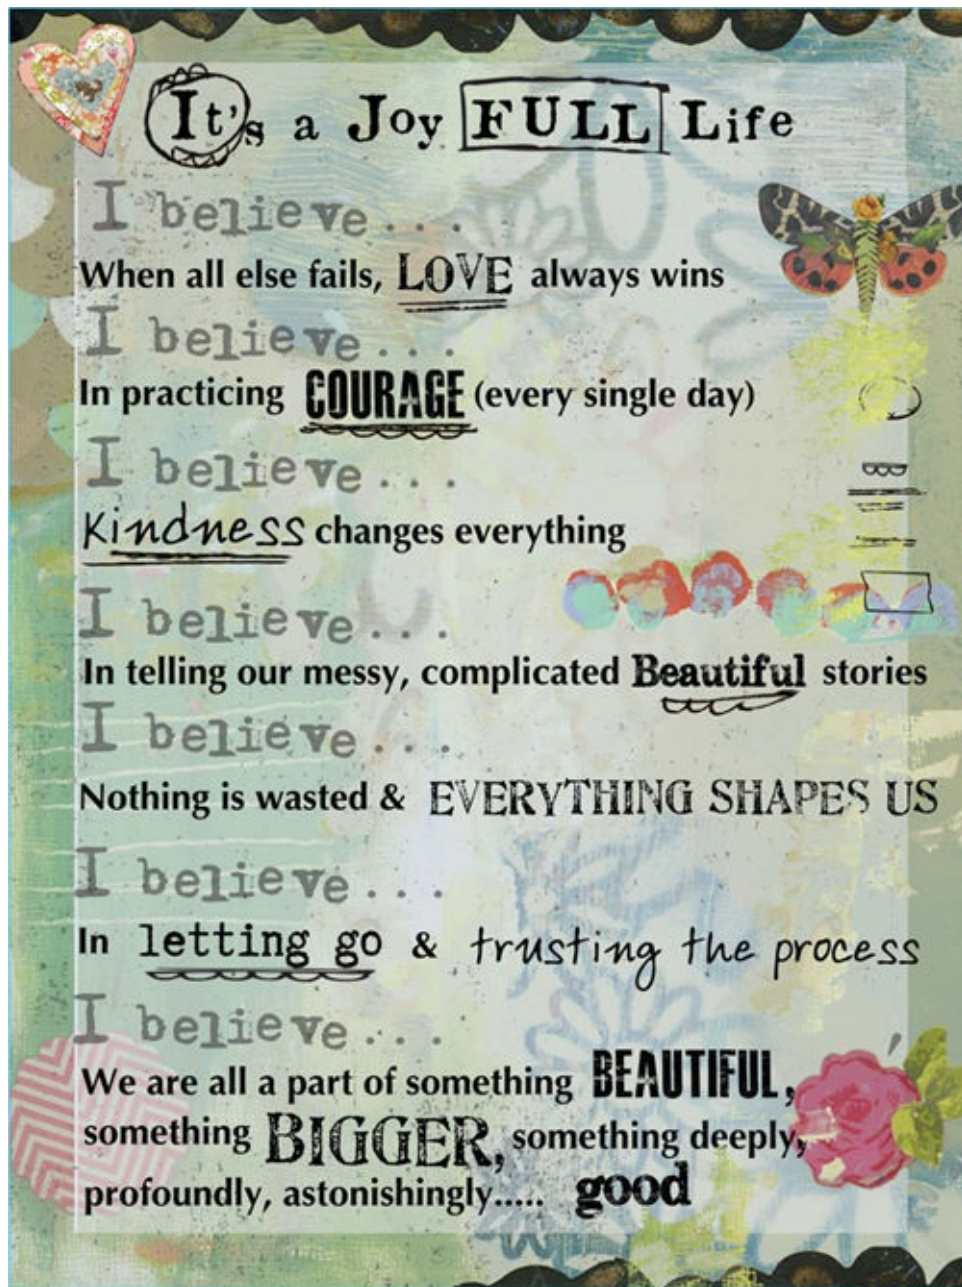 It's a Joy FULL Life
I believe...
When all else fails, LOVE always wins
I believe...
In practicing COURAGE (every single day)
I believe...
Kindness changes everything
I believe...
In telling our messy, complicated Beautiful stories
I believe...
Nothing is wasted & EVERYTHING SHAPES US
I believe...
In letting go & trusting the process
I believe...
We are all a part of something BEAUTIFUL,
something BIGGER, something deeply,
profoundly, astonishingly..... good